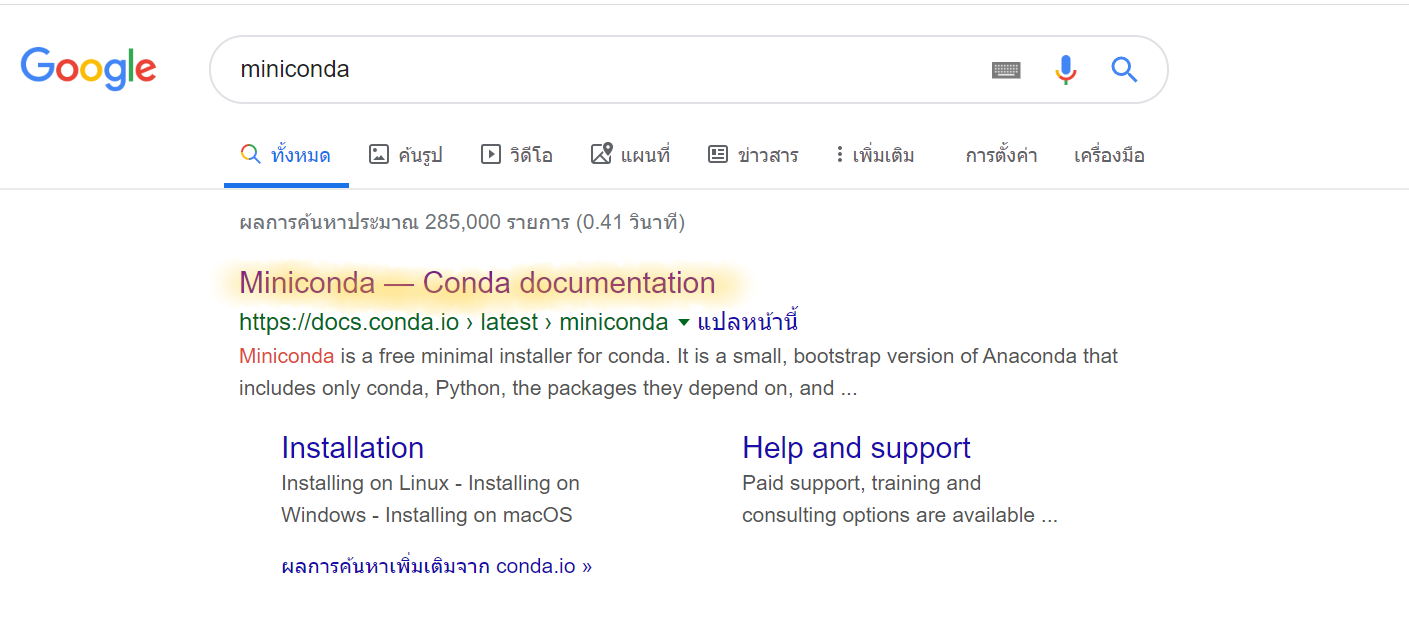 Google
miniconda
ทั้งหมด ค้นรูป วิดีโอ แผนที่ ข่าวสาร เพิ่มเติม การตั้งค่า เครื่องมือ
ผลการค้นหาประมาณ 285,000 รายการ (0.41 วินาที)
Miniconda — Conda documentation
https://docs.conda.io › latest › miniconda แปลหน้านี้
Miniconda is a free minimal installer for conda. It is a small, bootstrap version of Anaconda that
includes only conda, Python, the packages they depend on, and ...
Installation
Installing on Linux - Installing on
Windows - Installing on macOS
Help and support
Paid support, training and
consulting options are available ...
ผลการค้นหาเพิ่มเติมจาก conda.io »